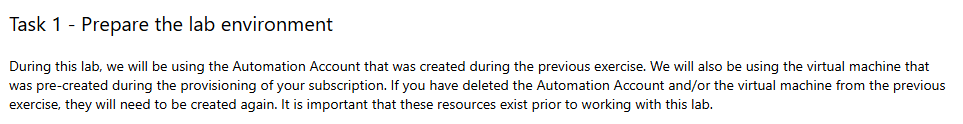 Task 1 - Prepare the lab environment
During this lab, we will be using the Automation Account that was created during the previous exercise. We will also be using the virtual machine that
was pre-created during the provisioning of your subscription. If you have deleted the Automation Account and/or the virtual machine from the previous
exercise, they will need to be created again. It is important that these resources exist prior to working with this lab.